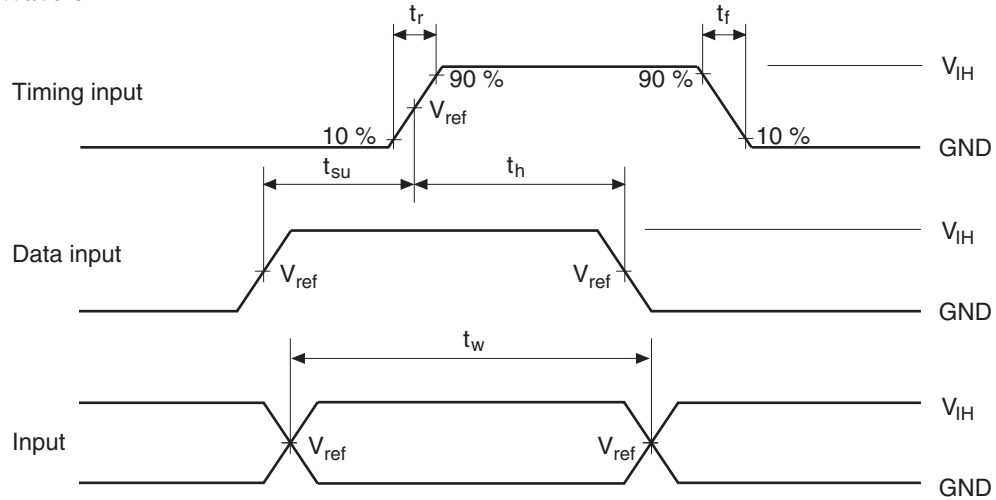 tr
tf
VIH
Timing input
90 %
90 %
Vref
10 %
10 %
GND
tsu
th
VIH
Data input
Vref
Vref
GND
tw
VIH
Input
Vref
Vref
GND